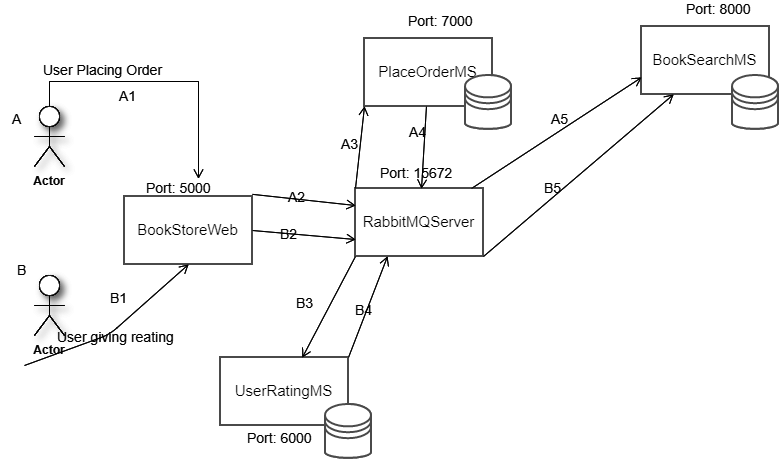 Port: 7000
Port: 8000
PlaceOrderMS
BookSearchMS
User Placing Order
A1
A
Actor
A3
A4
A5
Port: 15672
Port: 5000
A2
BookStoreWeb
RabbitMQServer
B5
B2
B
B1
B3
B4
User giving reating
Actor
UserRatingMS
Port: 6000